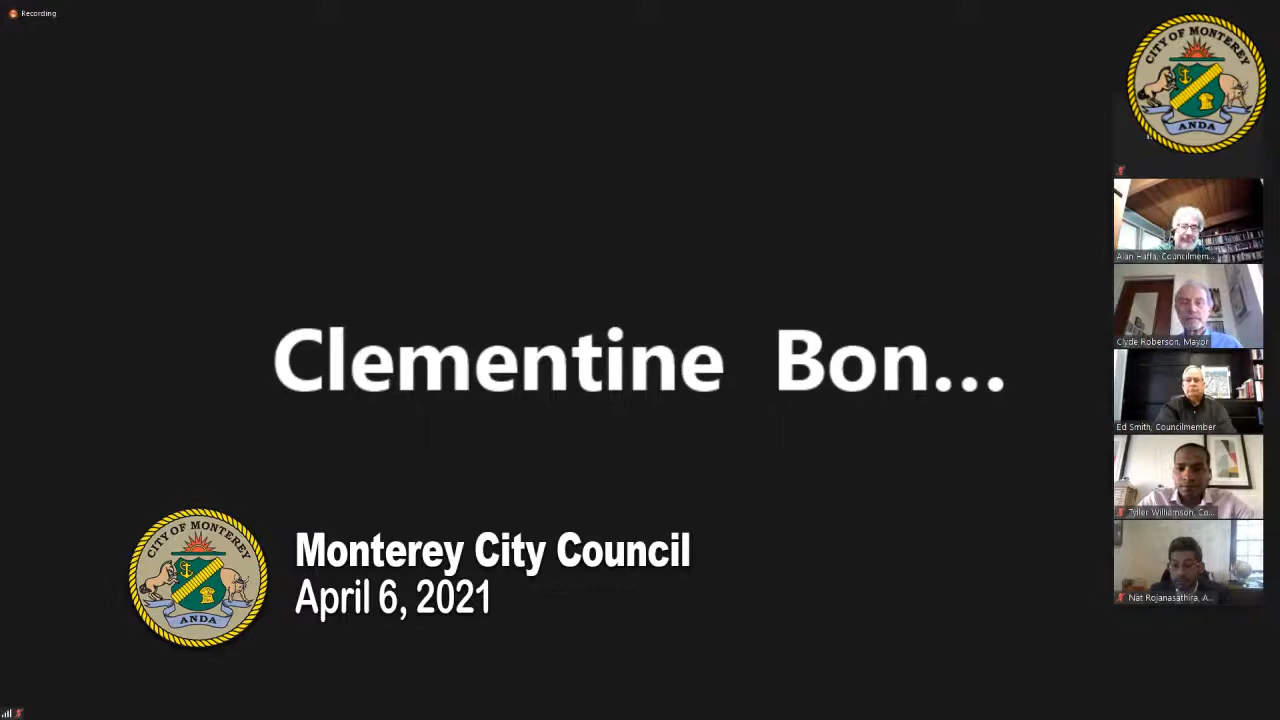 Recording
CITY OF MONTEREY
ANDA
Alan Haffa, Councilmem...
Clyde Roberson, Mayor
Clementine Bon...
Ed Smith, Councilmember
Tyller Williamson, Co...
CITY OF MONTEREY
ANDA
Monterey City Council
April 6, 2021
Nat Rojanasathira, A...